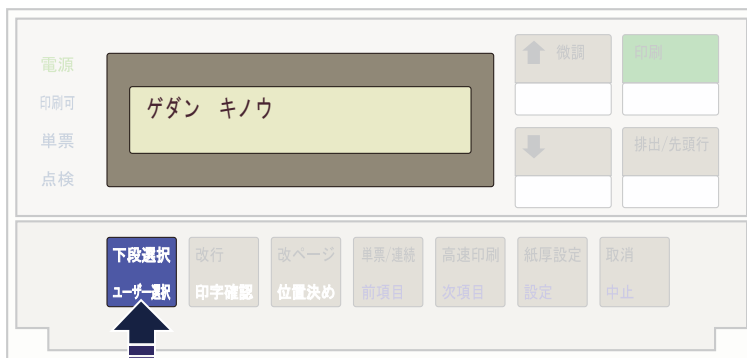 電源
印刷可
単票
点検
ゲダン キノウ
微調
印刷
排出/先頭行
下段選択 改行 改ページ 単票/連続 高速印刷 紙厚設定 取消
ユーザー選択 印字確認 位置決め 前項目 次項目 設定 中止